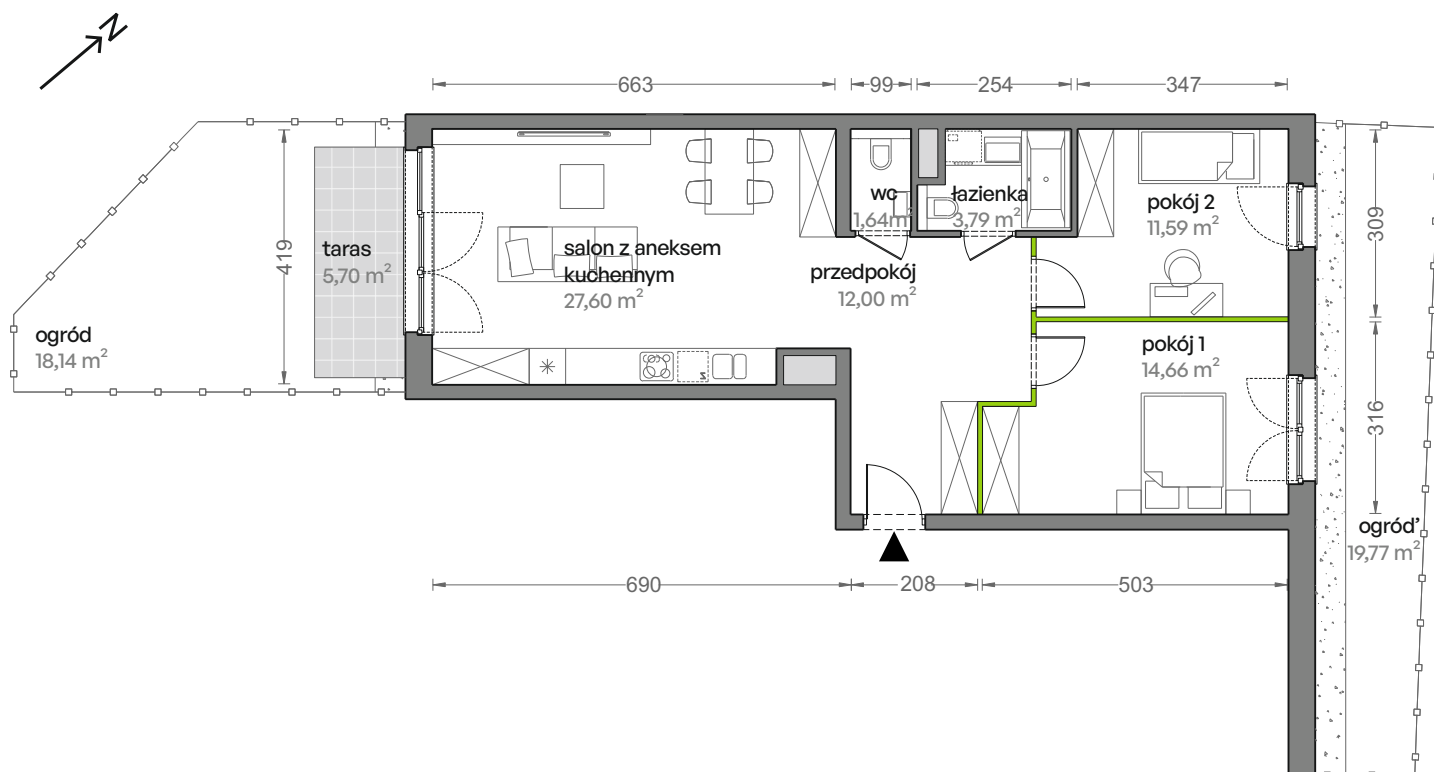 N
663
99
254
347
wc
1,64m²
łazienka
3,79 m²
pokój 2
11,59 m²
309
taras
5,70 m²
419
salon z aneksem
kuchennym
27,60 m²
przedpokój
12,00 m²
ogród
18,14 m²
pokój 1
14,66 m²
316
z
ogród'
19,77 m²
690
208
503